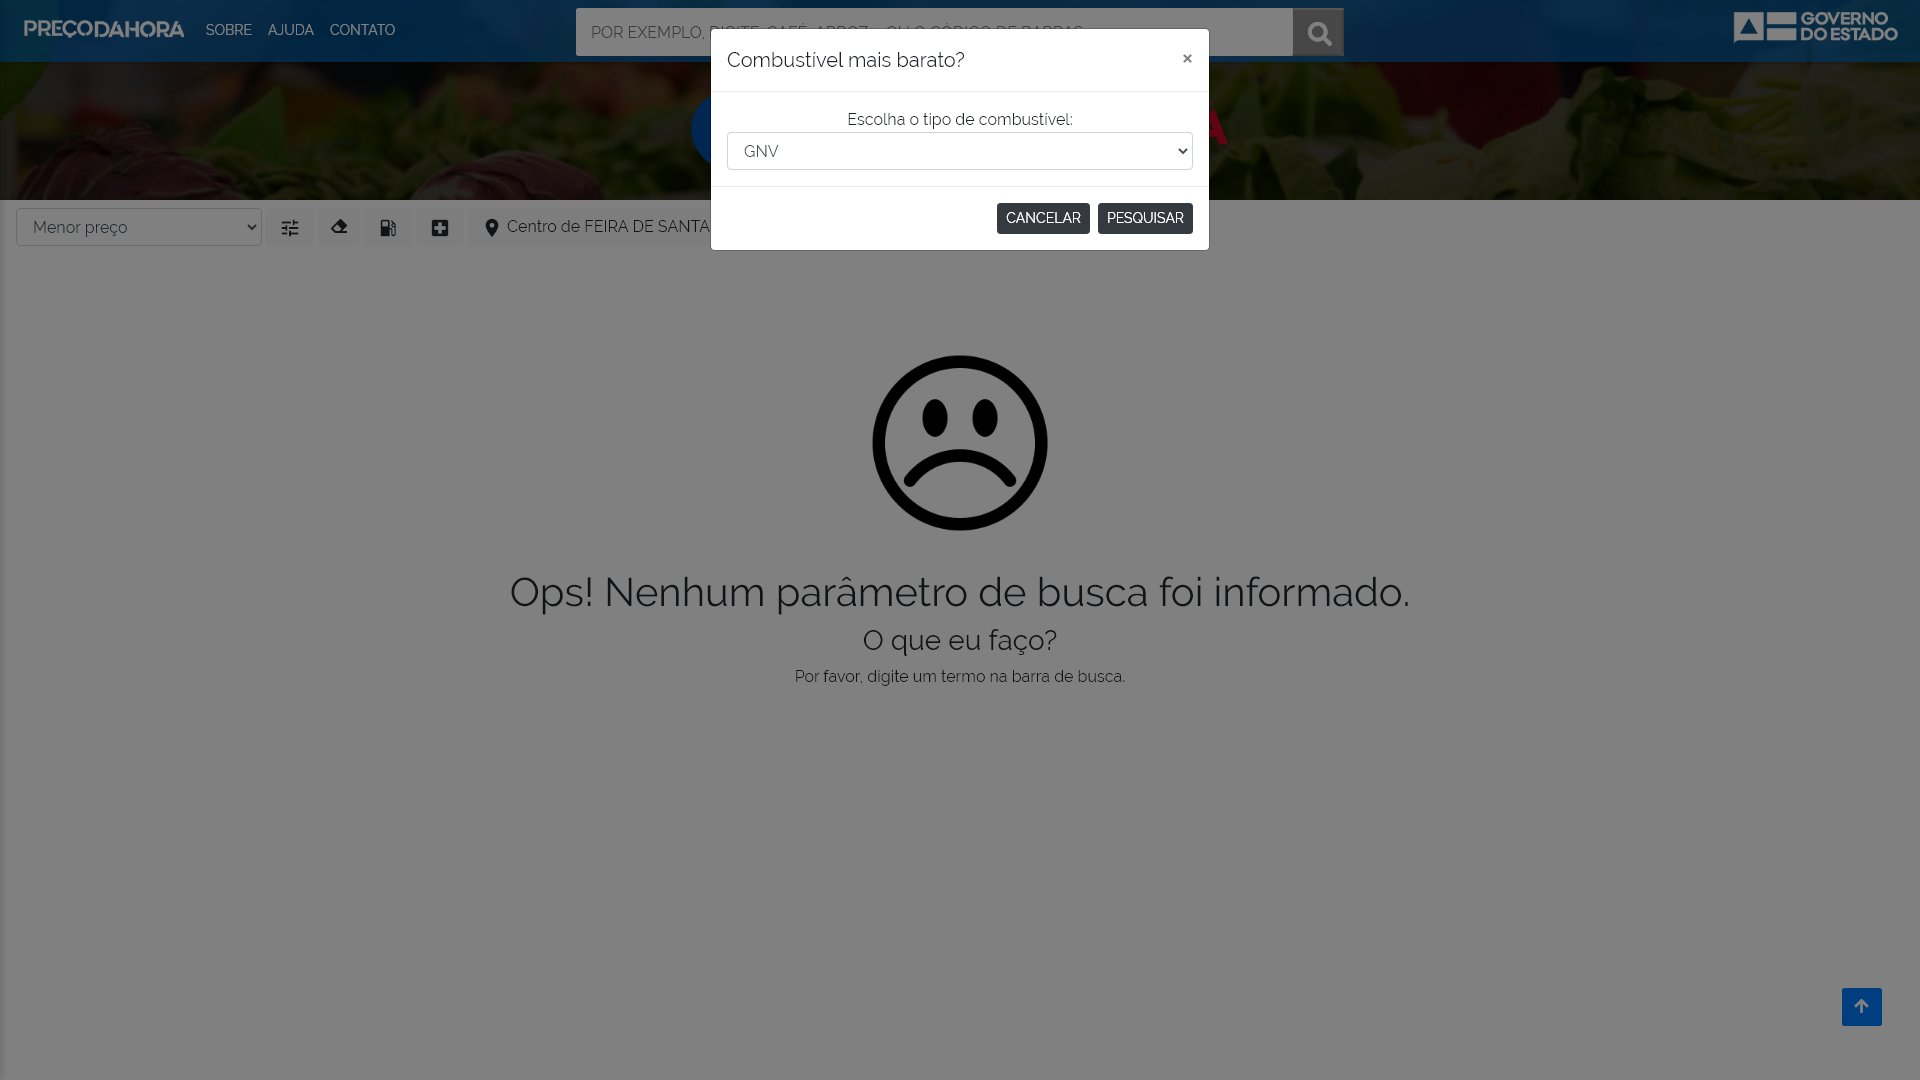 PREÇODAHORA SOBRE AJUDA CONTATO
POR EXEMPLO, DIGITE: CAFÉ, ARROZ... OU O CÓDIGO DE BARRAS
GOVERNO
DO ESTADO
Combustível mais barato?
×
Escolha o tipo de combustível:
GNV
CANCELAR PESQUISAR
A
Menor preço
Centro de FEIRA DE SANTA
Ops! Nenhum parâmetro de busca foi informado.
O que eu faço?
Por favor, digite um termo na barra de busca.